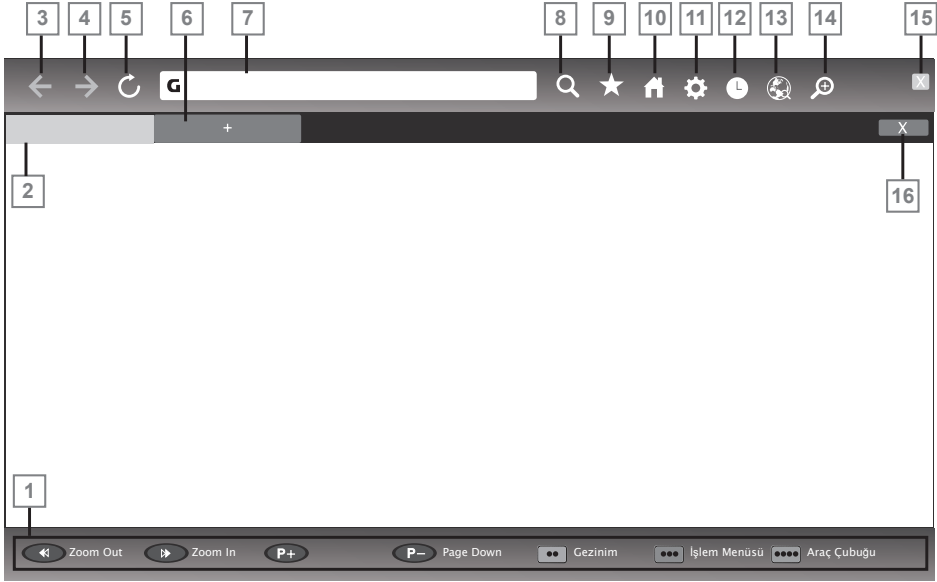 3 4 5 6 7 8 9 10 11 12 13 14 15
G X
+ X
2 16
1
Zoom Out Zoom In P+ P− Page Down Gezinim İşlem Menüsü Araç Çubuğu